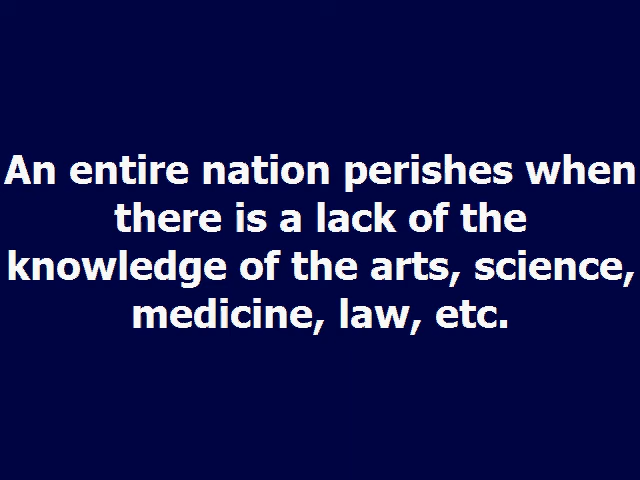 An entire nation perishes when
there is a lack of the
knowledge of the arts, science,
medicine, law, etc.